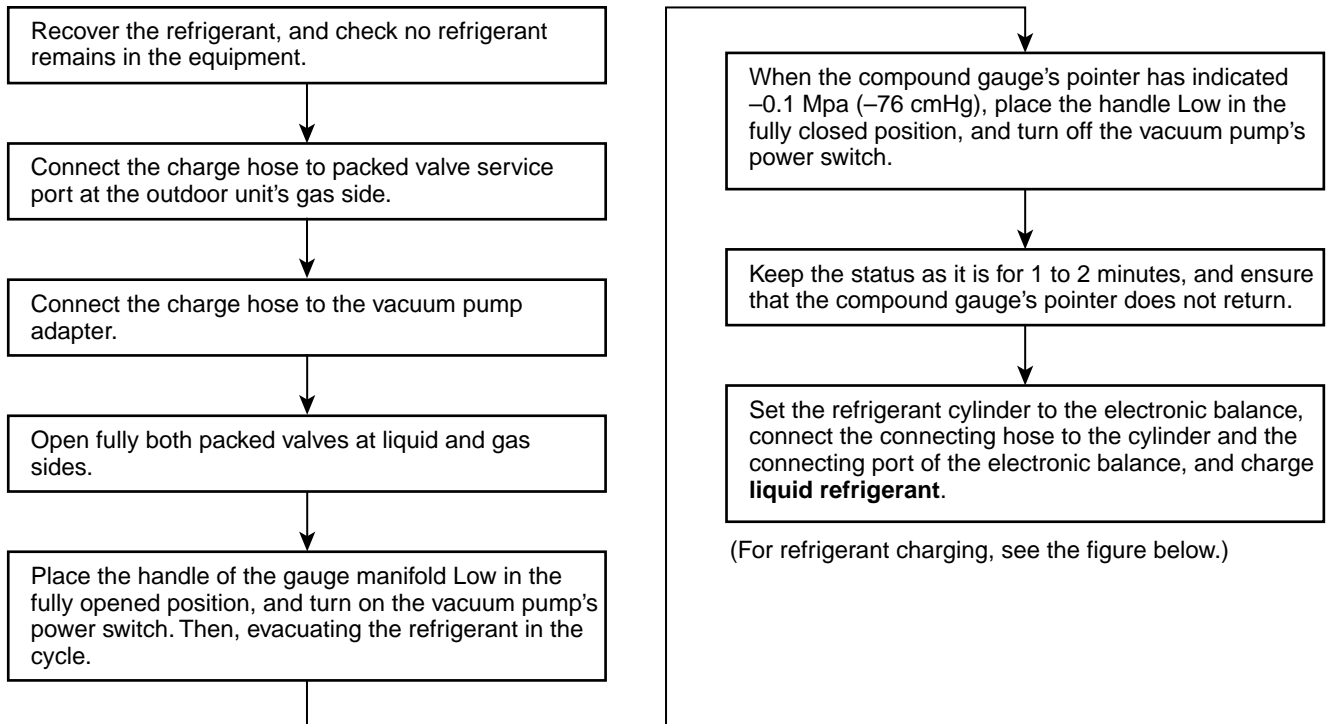 Recover the refrigerant, and check no refrigerant
remains in the equipment.
Connect the charge hose to packed valve service
port at the outdoor unit’s gas side.
Connect the charge hose to the vacuum pump
adapter.
Open fully both packed valves at liquid and gas
sides.
Place the handle of the gauge manifold Low in the
fully opened position, and turn on the vacuum pump’s
power switch. Then, evacuating the refrigerant in the
cycle.
When the compound gauge’s pointer has indicated
–0.1 Mpa (–76 cmHg), place the handle Low in the
fully closed position, and turn off the vacuum pump’s
power switch.
Keep the status as it is for 1 to 2 minutes, and ensure
that the compound gauge’s pointer does not return.
Set the refrigerant cylinder to the electronic balance,
connect the connecting hose to the cylinder and the
connecting port of the electronic balance, and charge
liquid refrigerant.
(For refrigerant charging, see the figure below.)